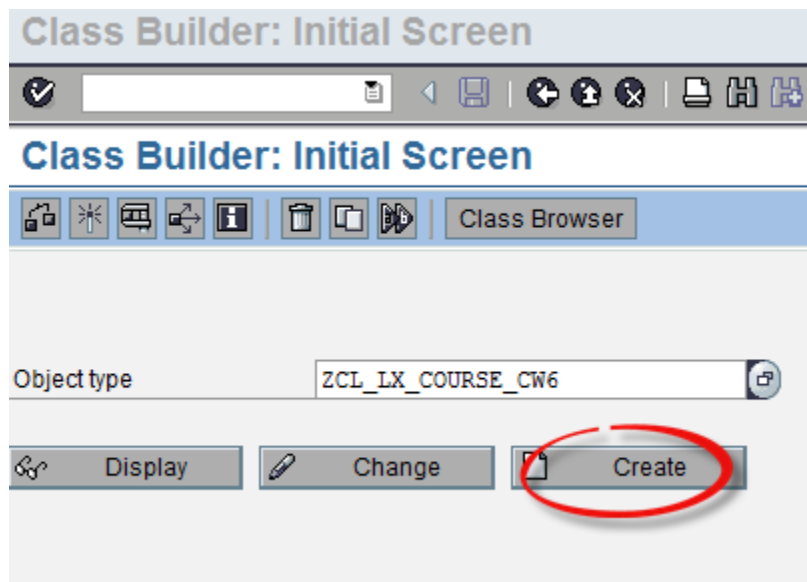 Class Builder: Initial Screen
Class Builder: Initial Screen
Class Browser
Object type ZCL_LX_COURSE_CW6
Display Change Create